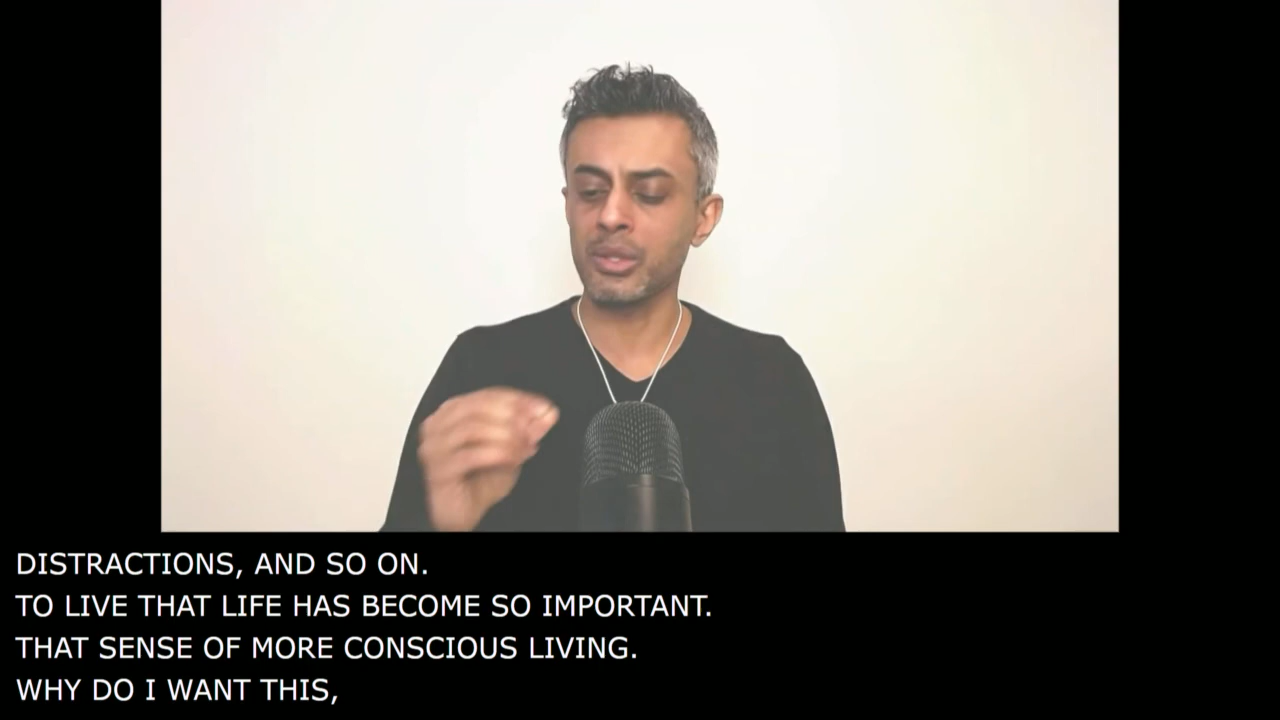 DISTRACTIONS, AND SO ON.
TO LIVE THAT LIFE HAS BECOME SO IMPORTANT.
THAT SENSE OF MORE CONSCIOUS LIVING.
WHY DO I WANT THIS,